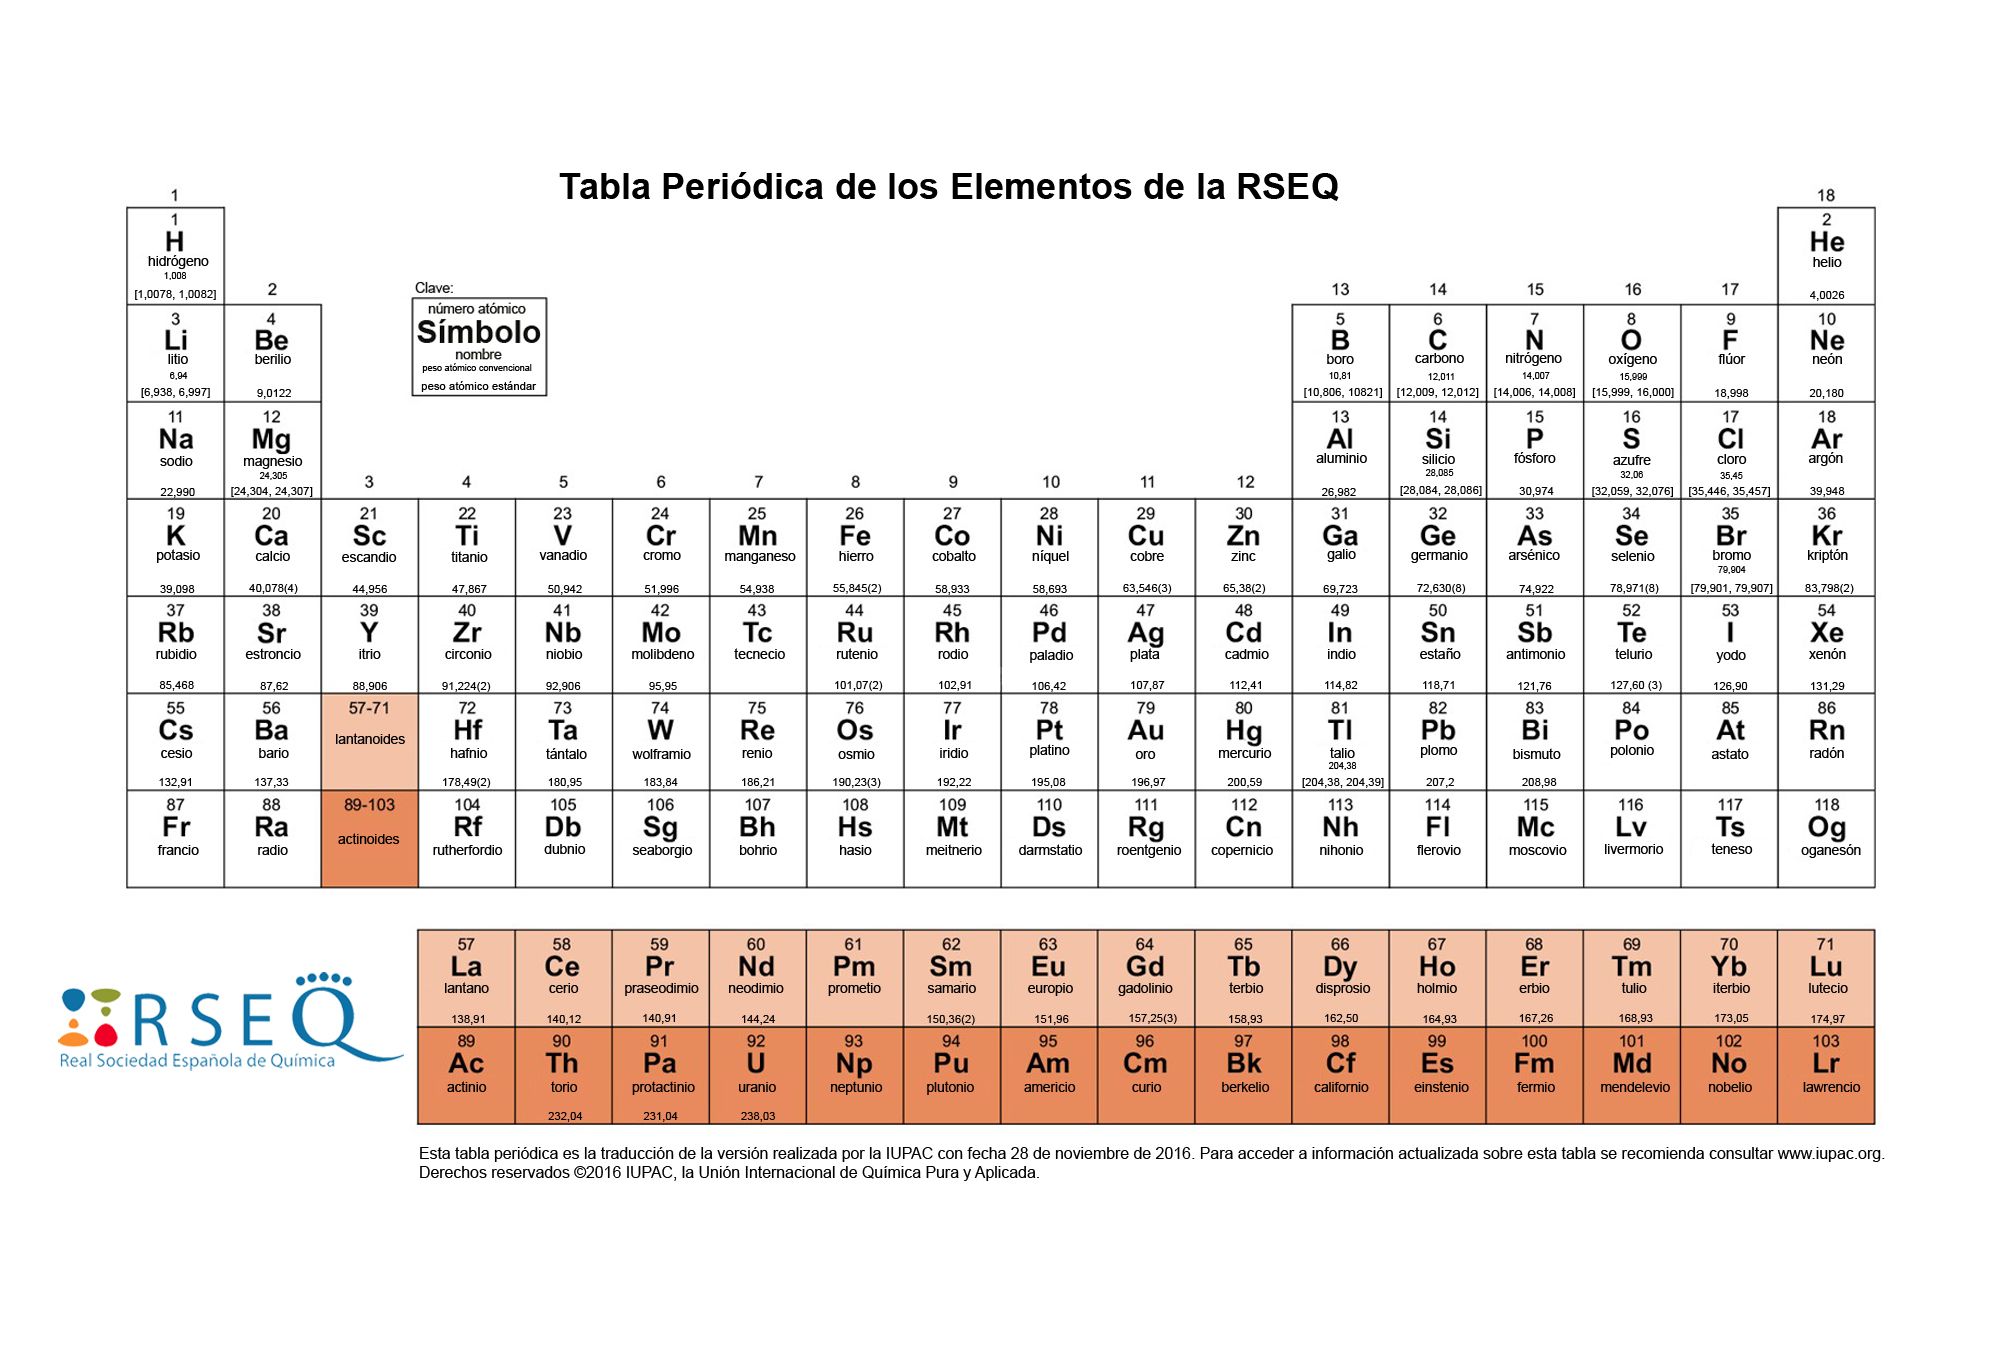 Tabla Periódica de los Elementos de la RSEQ
1
18
1
H
hidrógeno
1,008
[1,0078, 1,0082]
2
He
helio
4,0026
2
13
14
15
16
17
Clave:
número atómico
Símbolo
nombre
peso atómico convencional
peso atómico estándar
3
Li
litio
6,94
[6,938, 6,997]
4
Be
berilio
9,0122
5
B
boro
10,81
[10,806, 10821]
6
C
carbono
12,011
[12,009, 12,012]
7
N
nitrógeno
14,007
[14,006, 14,008]
8
O
oxígeno
15,999
[15,999, 16,000]
9
F
flúor
18,998
10
Ne
neón
20,180
11
Na
sodio
22,990
12
Mg
magnesio
24,305
[24,304, 24,307]
3
4
5
6
7
8
9
10
11
12
13
Al
aluminio
26,982
14
Si
silicio
28,085
[28,084, 28,086]
15
P
fósforo
30,974
16
S
azufre
32,06
[32,059, 32,076]
17
Cl
cloro
35,45
[35,446, 35,457]
18
Ar
argón
39,948
19
K
potasio
39,098
20
Ca
calcio
40,078(4)
21
Sc
escandio
44,956
22
Ti
titanio
47,867
23
V
vanadio
50,942
24
Cr
cromo
51,996
25
Mn
manganeso
54,938
26
Fe
hierro
55,845(2)
27
Co
cobalto
58,933
28
Ni
níquel
58,693
29
Cu
cobre
63,546(3)
30
Zn
zinc
65,38(2)
31
Ga
galio
69,723
32
Ge
germanio
72,630(8)
33
As
arsénico
74,922
34
Se
selenio
78,971(8)
35
Br
bromo
79,904
[79,901, 79,907]
36
Kr
kriptón
83,798(2)
37
Rb
rubidio
85,468
38
Sr
estroncio
87,62
39
Y
itrio
88,906
40
Zr
circonio
91,224(2)
41
Nb
niobio
92,906
42
Mo
molibdeno
95,95
43
Tc
tecnecio
44
Ru
rutenio
101,07(2)
45
Rh
rodio
102,91
46
Pd
paladio
106,42
47
Ag
plata
107,87
48
Cd
cadmio
112,41
49
In
indio
114,82
50
Sn
estaño
118,71
51
Sb
antimonio
121,76
52
Te
telurio
127,60 (3)
53
I
yodo
126,90
54
Xe
xenón
131,29
55
Cs
cesio
132,91
56
Ba
bario
137,33
57-71
lantanoides
72
Hf
hafnio
178,49(2)
73
Ta
tántalo
180,95
74
W
wolframio
183,84
75
Re
renio
186,21
76
Os
osmio
190,23(3)
77
Ir
iridio
192,22
78
Pt
platino
195,08
79
Au
oro
196,97
80
Hg
mercurio
200,59
81
Tl
talio
204,38
[204,38, 204,39]
82
Pb
plomo
207,2
83
Bi
bismuto
208,98
84
Po
polonio
85
At
astato
86
Rn
radón
87
Fr
francio
88
Ra
radio
89-103
actinoides
104
Rf
rutherfordio
105
Db
dubnio
106
Sg
seaborgio
107
Bh
bohrio
108
Hs
hasio
109
Mt
meitnerio
110
Ds
darmstatio
111
Rg
roentgenio
112
Cn
copernicio
113
Nh
nihonio
114
Fl
flerovio
115
Mc
moscovio
116
Lv
livermorio
117
Ts
teneso
118
Og
oganesón
57
La
lantano
138,91
58
Ce
cerio
140,12
59
Pr
praseodimio
140,91
60
Nd
neodimio
144,24
61
Pm
prometio
62
Sm
samario
150,36(2)
63
Eu
europio
151,96
64
Gd
gadolinio
157,25(3)
65
Tb
terbio
158,93
66
Dy
disprosio
162,50
67
Ho
holmio
164,93
68
Er
erbio
167,26
69
Tm
tulio
168,93
70
Yb
iterbio
173,05
71
Lu
lutecio
174,97
89
Ac
actinio
90
Th
torio
232,04
91
Pa
protactinio
231,04
92
U
uranio
238,03
93
Np
neptunio
94
Pu
plutonio
95
Am
americio
96
Cm
curio
97
Bk
berkelio
98
Cf
californio
99
Es
einstenio
100
Fm
fermio
101
Md
mendelevio
102
No
nobelio
103
Lr
lawrencio
RSEQ
Real Sociedad Española de Química
Esta tabla periódica es la traducción de la versión realizada por la IUPAC con fecha 28 de noviembre de 2016. Para acceder a información actualizada sobre esta tabla se recomienda consultar www.iupac.org.
Derechos reservados ©2016 IUPAC, la Unión Internacional de Química Pura y Aplicada.